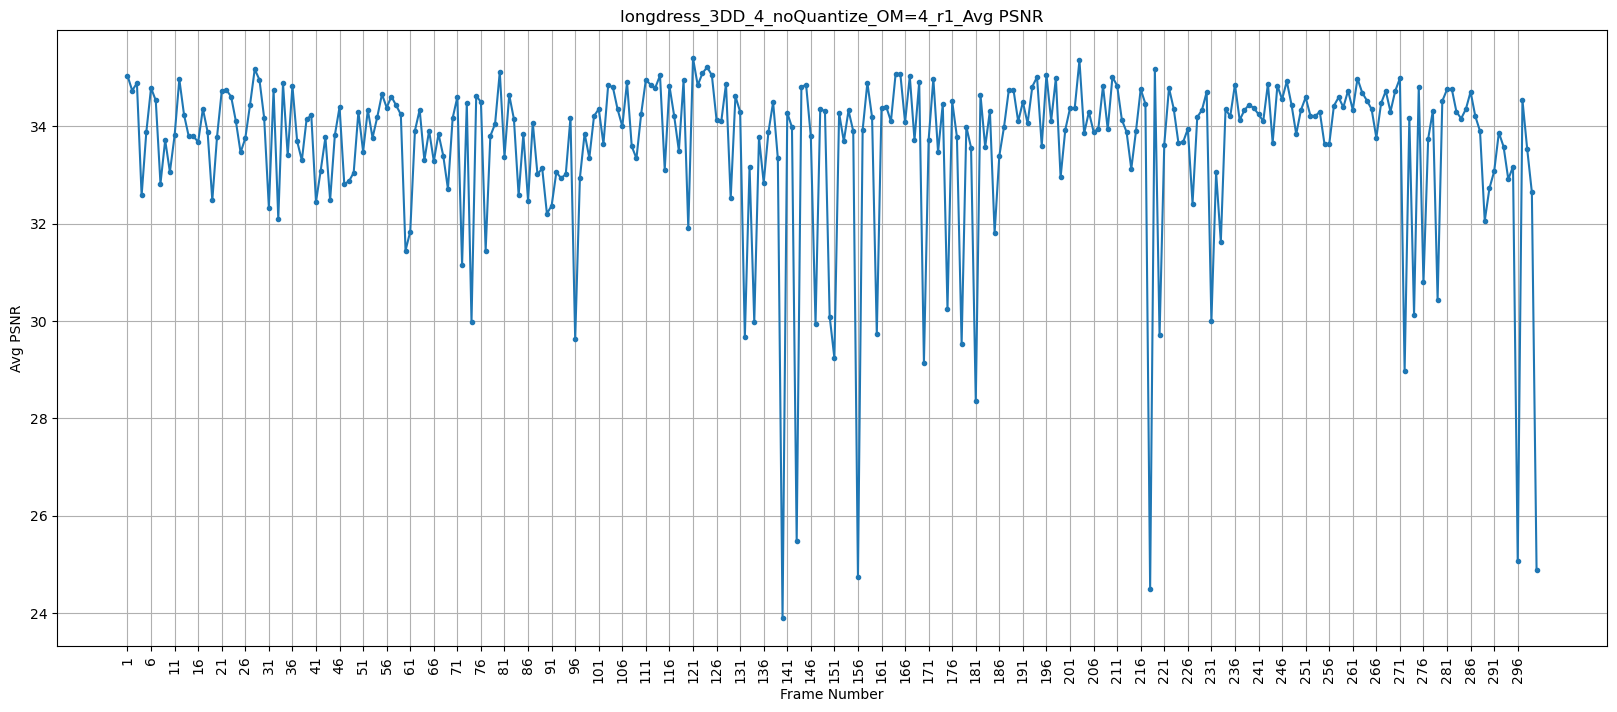 longdress_3DD_4_noQuantize_OM=4_r1_Avg PSNR
Avg PSNR
34
32
30
28
26
24
1 6 11 16 21 26 31 36 41 46 51 56 61 66 71 76 81 86 91 96 101 106 111 116 121 126 131 136 141 146 151 156 161 166 171 176 181 186 191 196 201 206 211 216 221 226 231 236 241 246 251 256 261 266 271 276 281 286 291 296
Frame Number